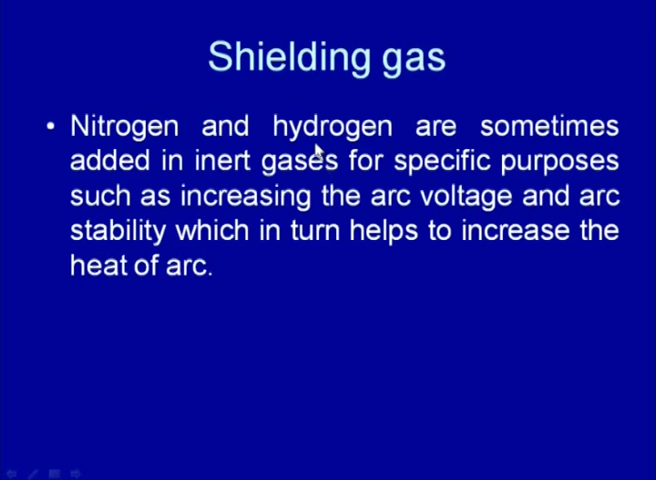 Shielding gas
• Nitrogen and hydrogen are sometimes
added in inert gases for specific purposes
such as increasing the arc voltage and arc
stability which in turn helps to increase the
heat of arc.